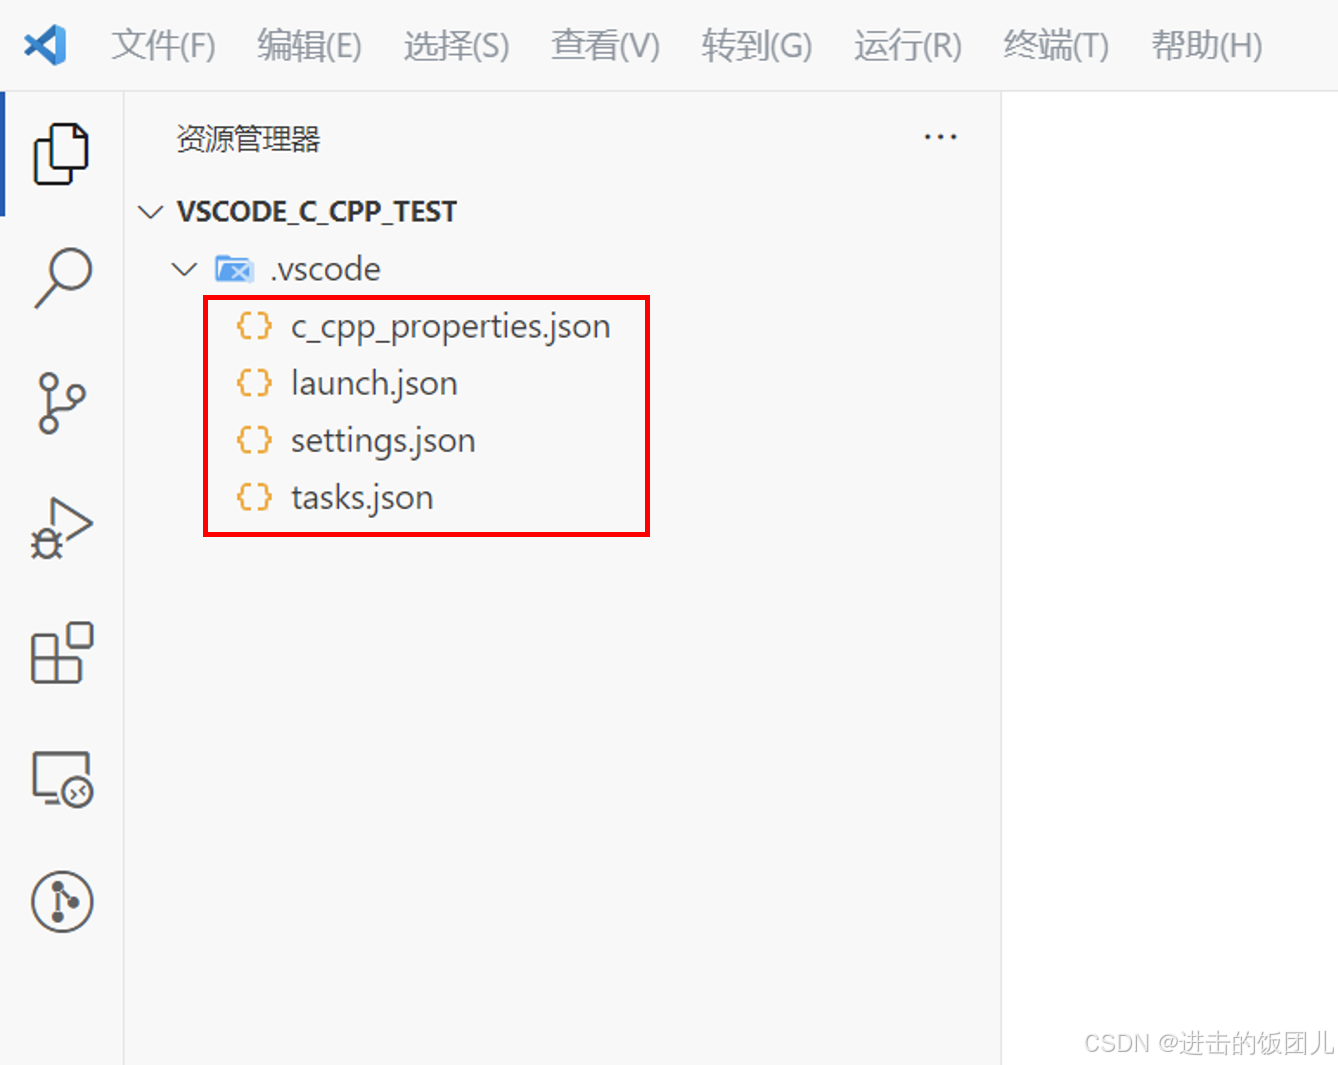 文件(F) 编辑(E) 选择(S) 查看(V) 转到(G) 运行(R) 终端(T) 帮助(H)
资源管理器
VSCODE_C_CPP_TEST
.vscode
c_cpp_properties.json
launch.json
settings.json
tasks.json
CSDN @进击的饭团儿